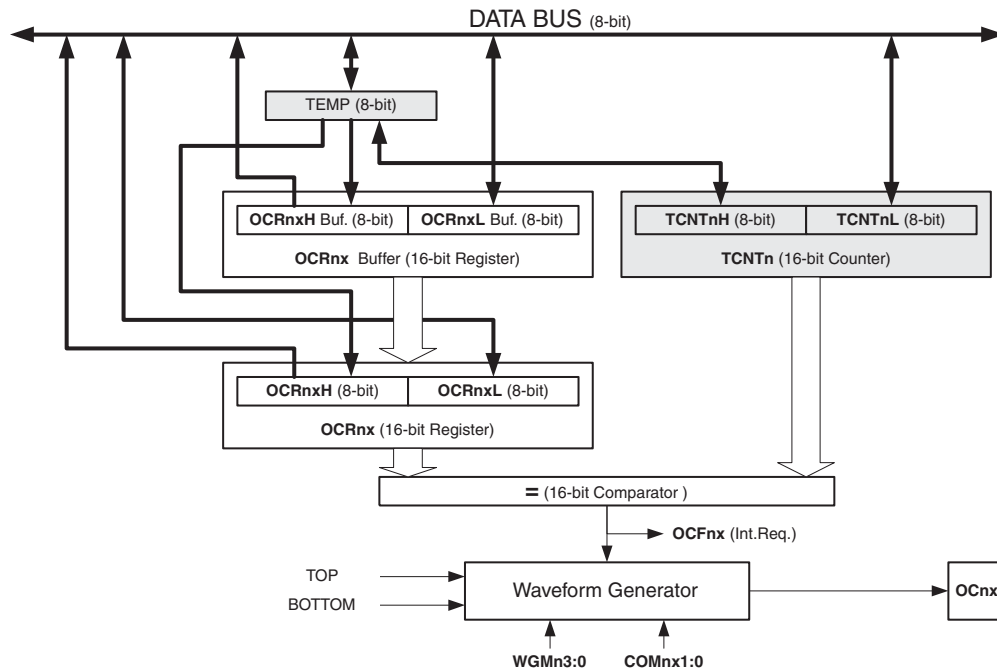 DATA BUS (8-bit)
TEMP (8-bit)
OCRnxH Buf. (8-bit) OCRnxL Buf. (8-bit)
OCRnx Buffer (16-bit Register)
TCNTnH (8-bit) TCNTnL (8-bit)
TCNTn (16-bit Counter)
OCRnxH (8-bit) OCRnxL (8-bit)
OCRnx (16-bit Register)
= (16-bit Comparator )
OCFnx (Int.Req.)
TOP
BOTTOM
Waveform Generator
OCnx
WGMn3:0 COMnx1:0